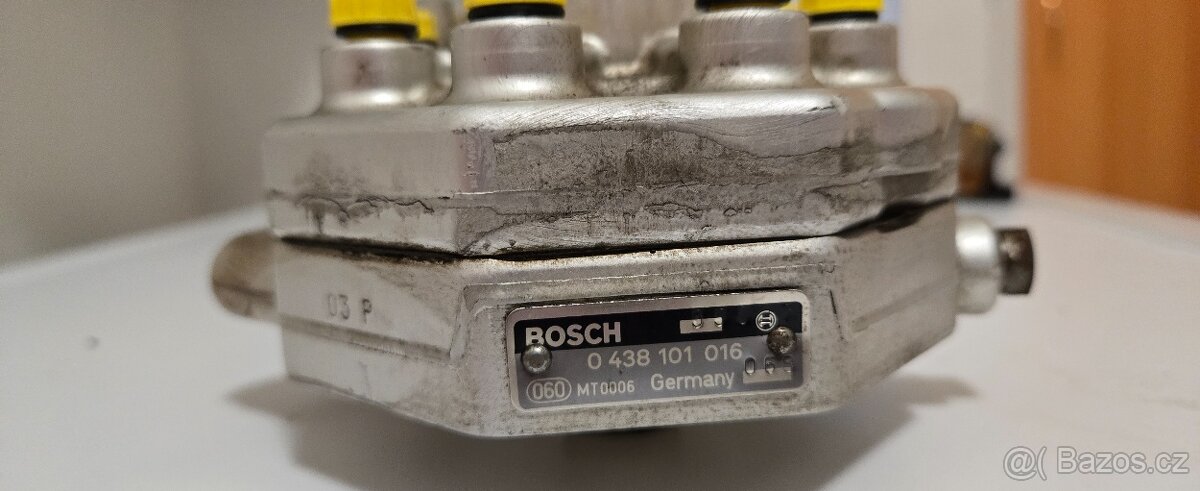 03 P
BOSCH
0 438 101 016
060 MT0006 Germany
@( Bazos.cz